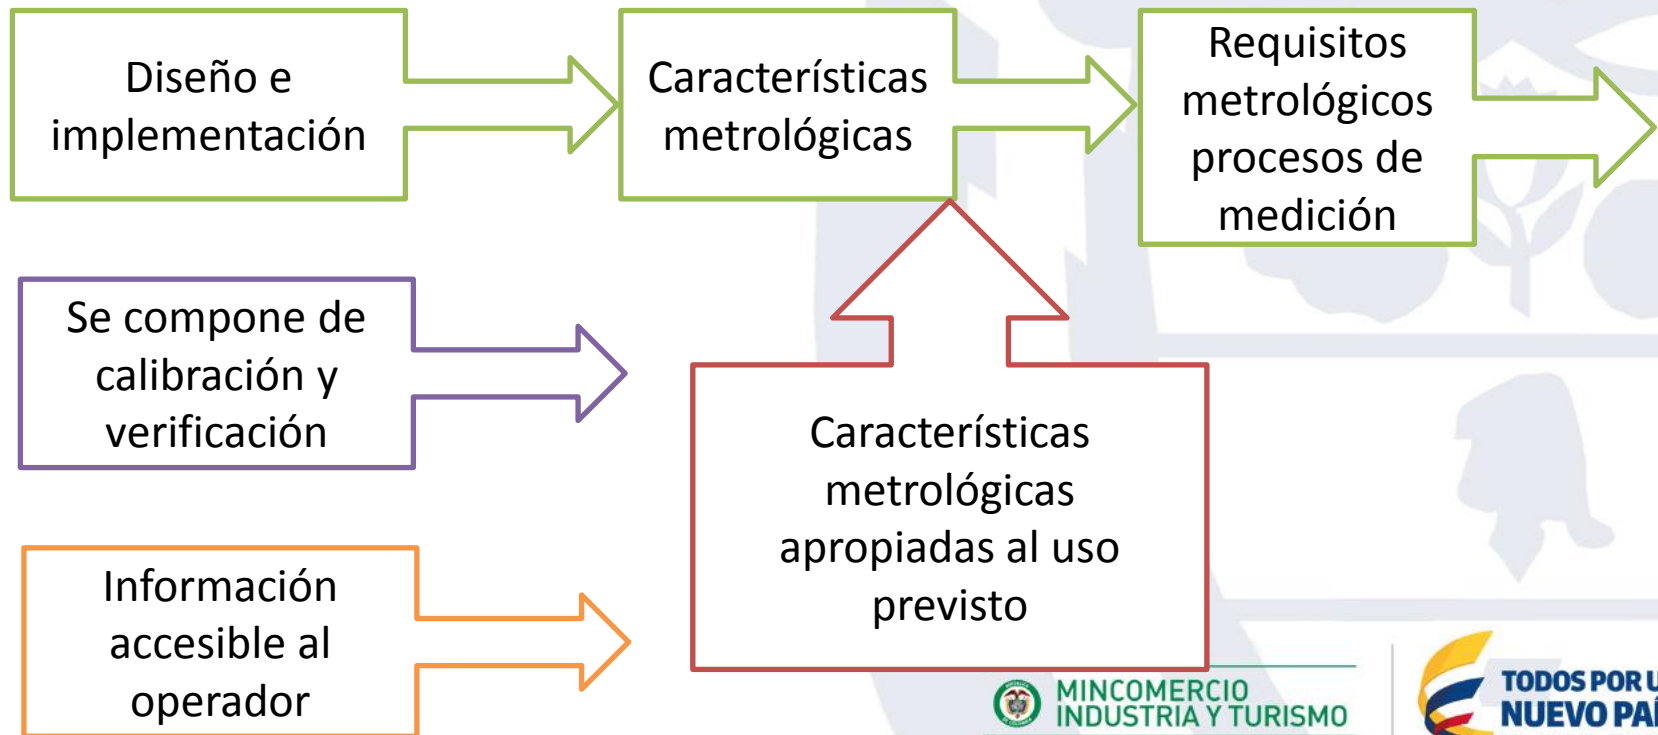 Diseño e
implementación
Características
metrológicas
Requisitos
metrológicos
procesos de
medición
Se compone de
calibración y
verificación
Características
metrológicas
apropiadas al uso
previsto
Información
accesible al
operador
MINCOMERCIO
INDUSTRIA Y TURISMO
TODOS POR U
NUEVO PAÍ